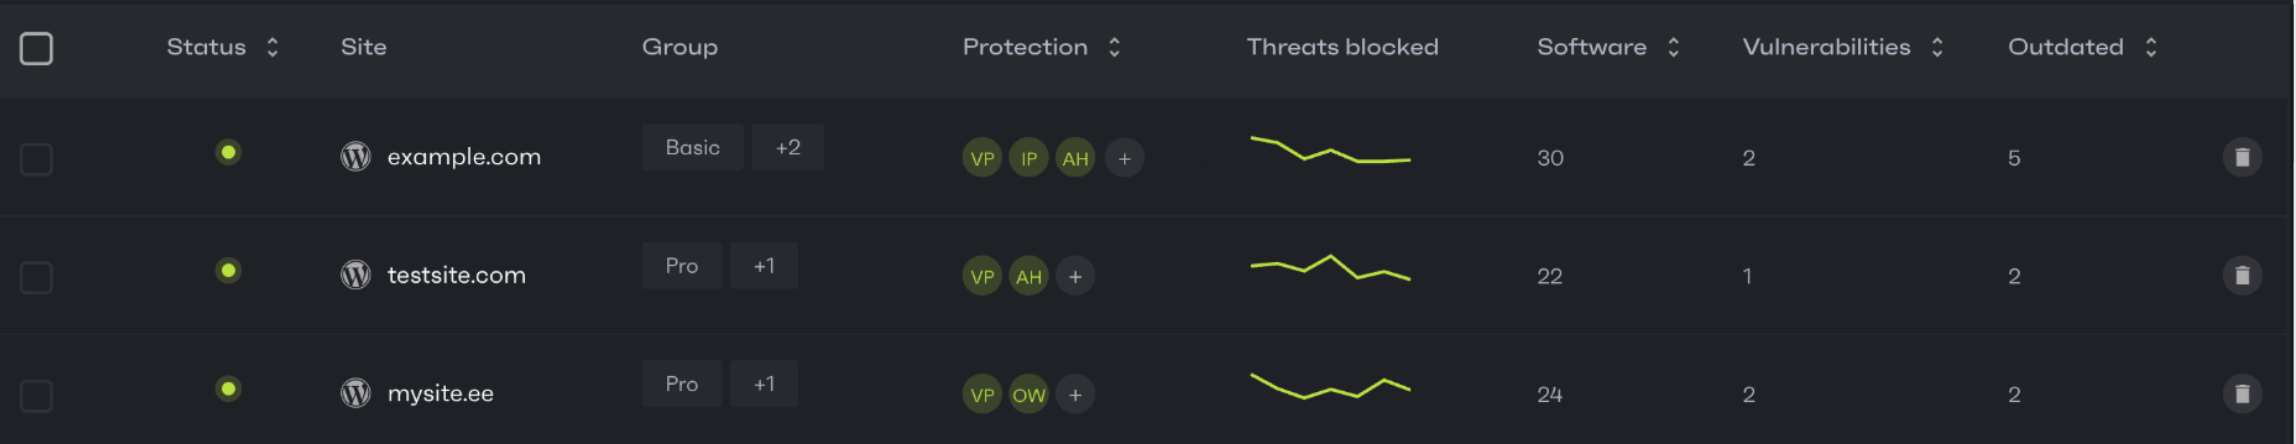 Status Site Group Protection Threats blocked Software Vulnerabilities Outdated
example.com Basic +2 VP IP AH + 30 2 5
testsite.com Pro +1 VP AH + 22 1 2
mysite.ee Pro +1 VP OW + 24 2 2